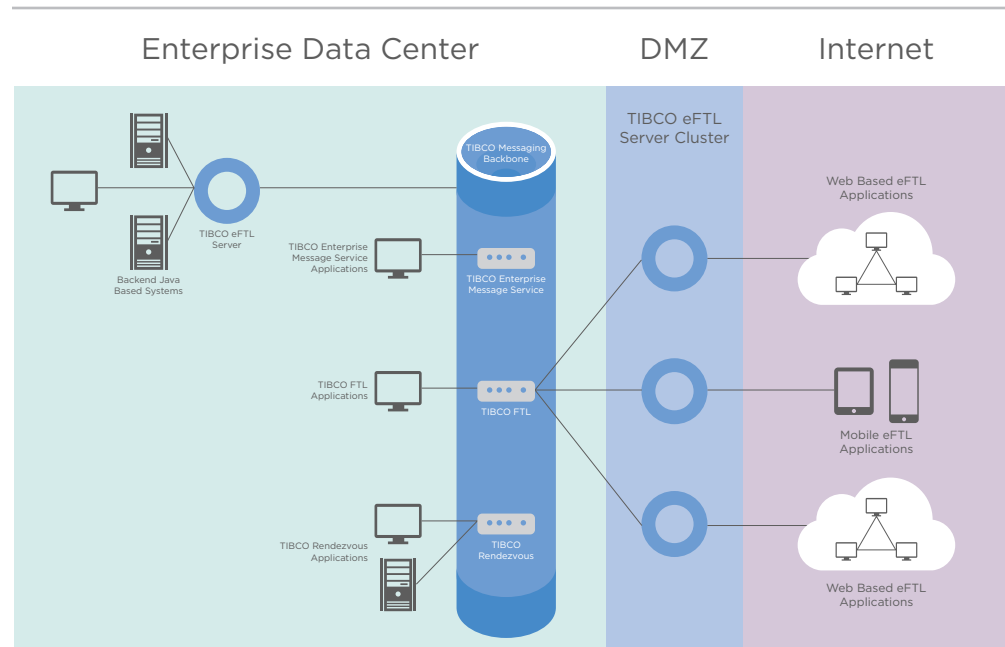 Enterprise Data Center
DMZ
Internet
TIBCO eFTL
Server Cluster
TIBCO Messaging
Backbone
Web Based eFTL
Applications
TIBCO eFTL
Server
Backend Java
Based Systems
TIBCO Enterprise
Message Service
Applications
TIBCO Enterprise
Message Service
TIBCO FTL
Applications
TIBCO FTL
Mobile eFTL
Applications
TIBCO Rendezvous
Applications
TIBCO
Rendezvous
Web Based eFTL
Applications